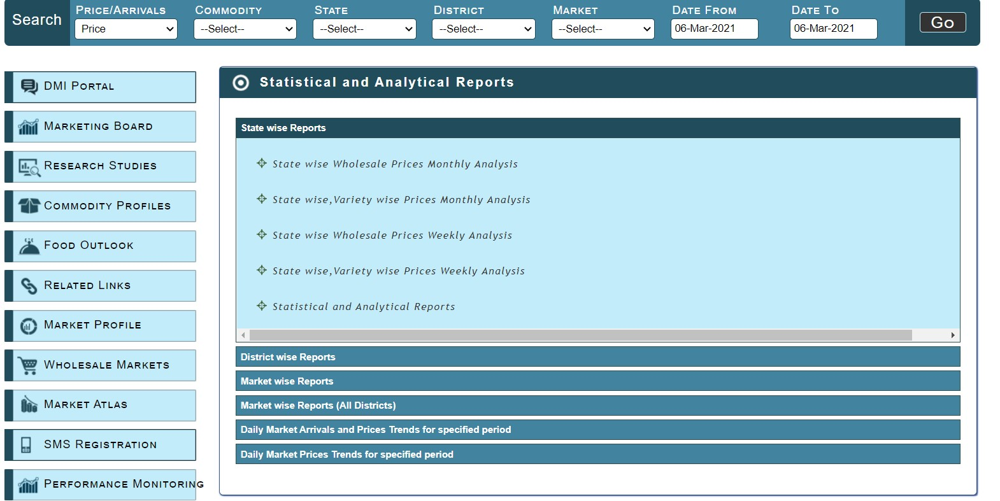 Search
Price/Arrivals
Commodity
State
District
Market
Date From
Date To
Price
--Select--
--Select--
--Select--
--Select--
06-Mar-2021
06-Mar-2021
Go
DMI Portal
Marketing Board
Research Studies
Commodity Profiles
Food Outlook
Related Links
Market Profile
Wholesale Markets
Market Atlas
SMS Registration
Performance Monitoring
Statistical and Analytical Reports
State wise Reports
State wise Wholesale Prices Monthly Analysis
State wise,Variety wise Prices Monthly Analysis
State wise Wholesale Prices Weekly Analysis
State wise,Variety wise Prices Weekly Analysis
Statistical and Analytical Reports
District wise Reports
Market wise Reports
Market wise Reports (All Districts)
Daily Market Arrivals and Prices Trends for specified period
Daily Market Prices Trends for specified period